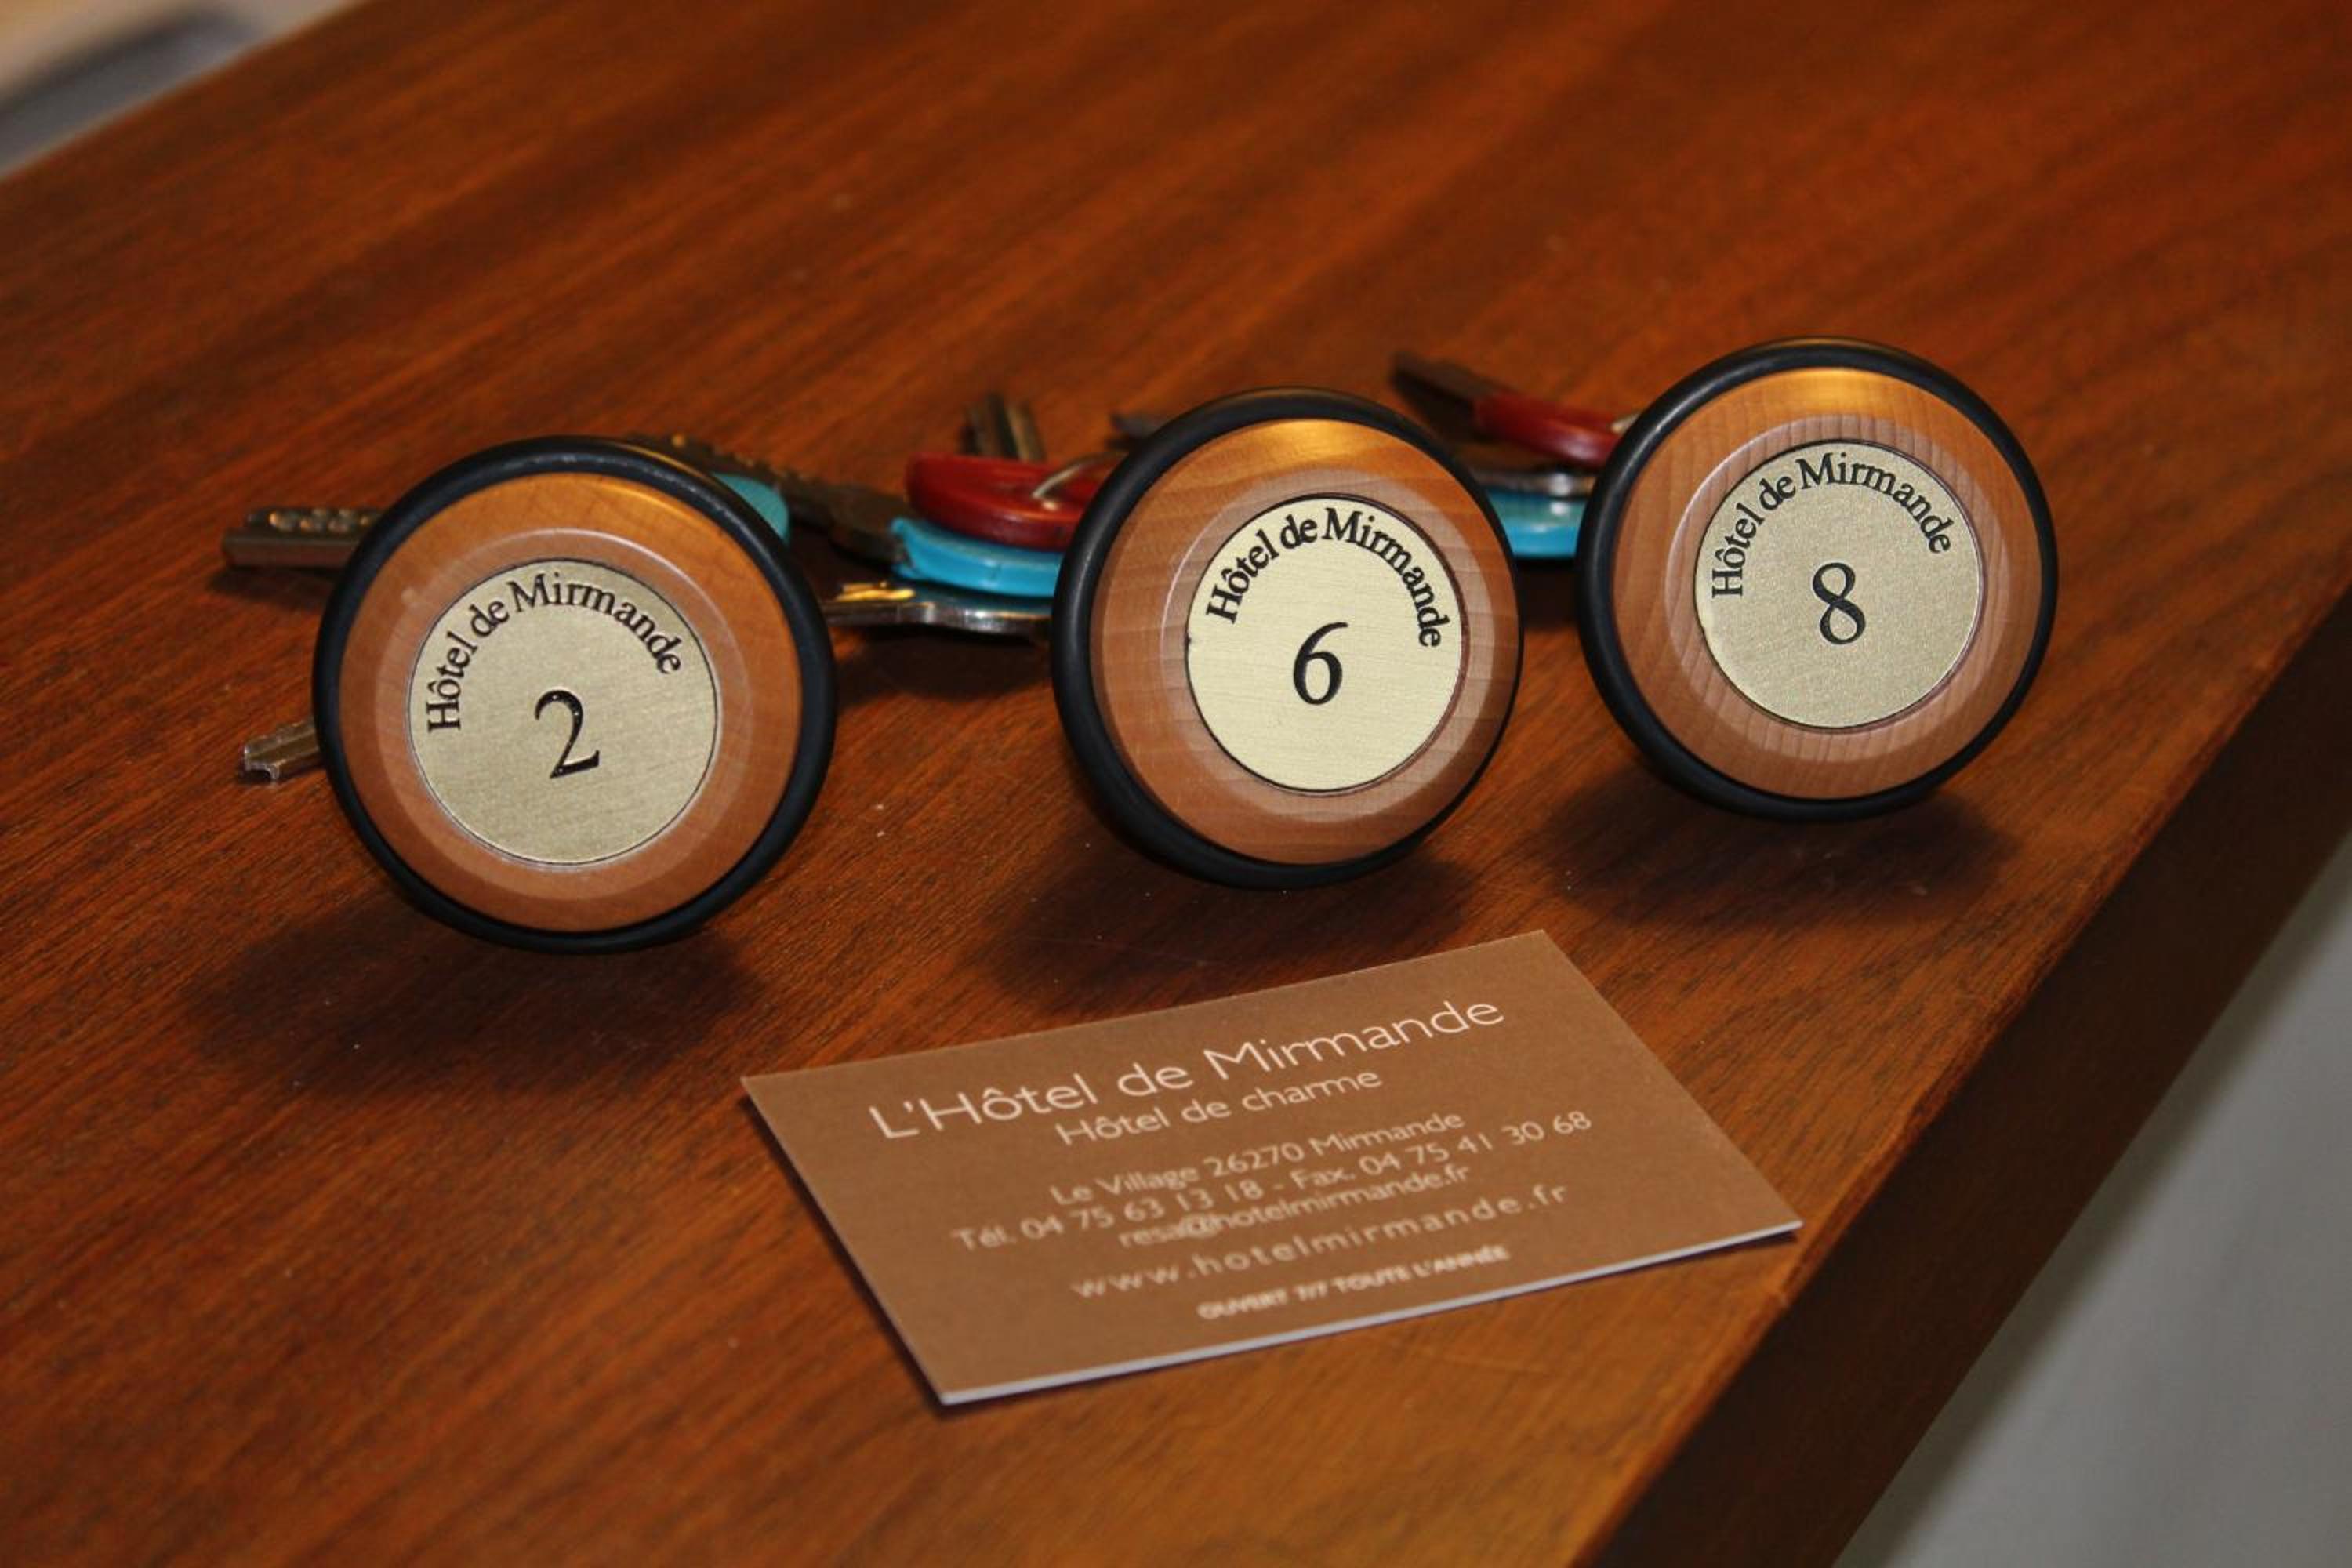 Hôtel de Mirmande
2
Hôtel de Mirmande
6
Hôtel de Mirmande
8
L'Hôtel de Mirmande
Hôtel de charme
Le Village 26270 Mirmande
Tél. 04 75 63 13 18 - Fax. 04 75 41 30 68
resa@hotelmirmande.fr
www.hotelmirmande.fr
OUVERT 7/7 TOUTE L'ANNÉE